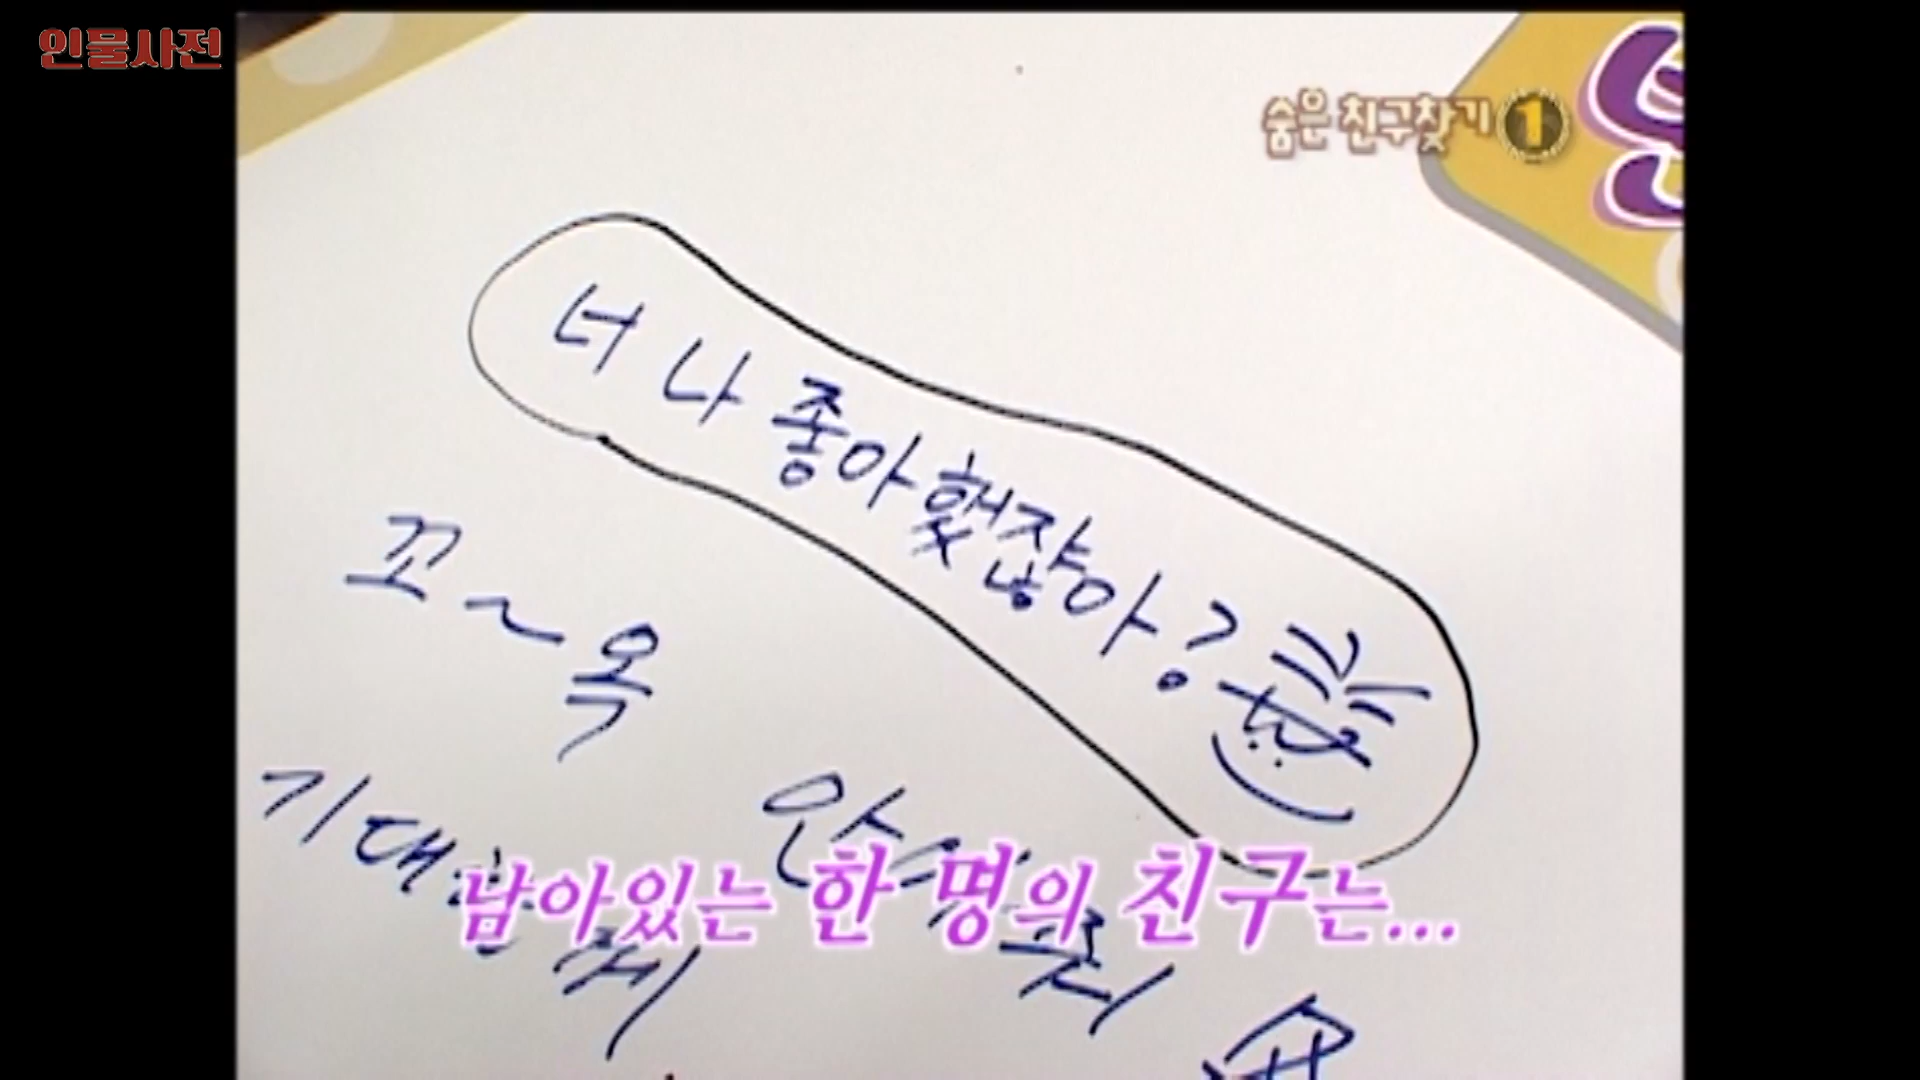 인물사전
숨은 친구찾기 1
너 나 좋아했잖아?
꼬~옥
기대
남아있는 한 명의 친구는...